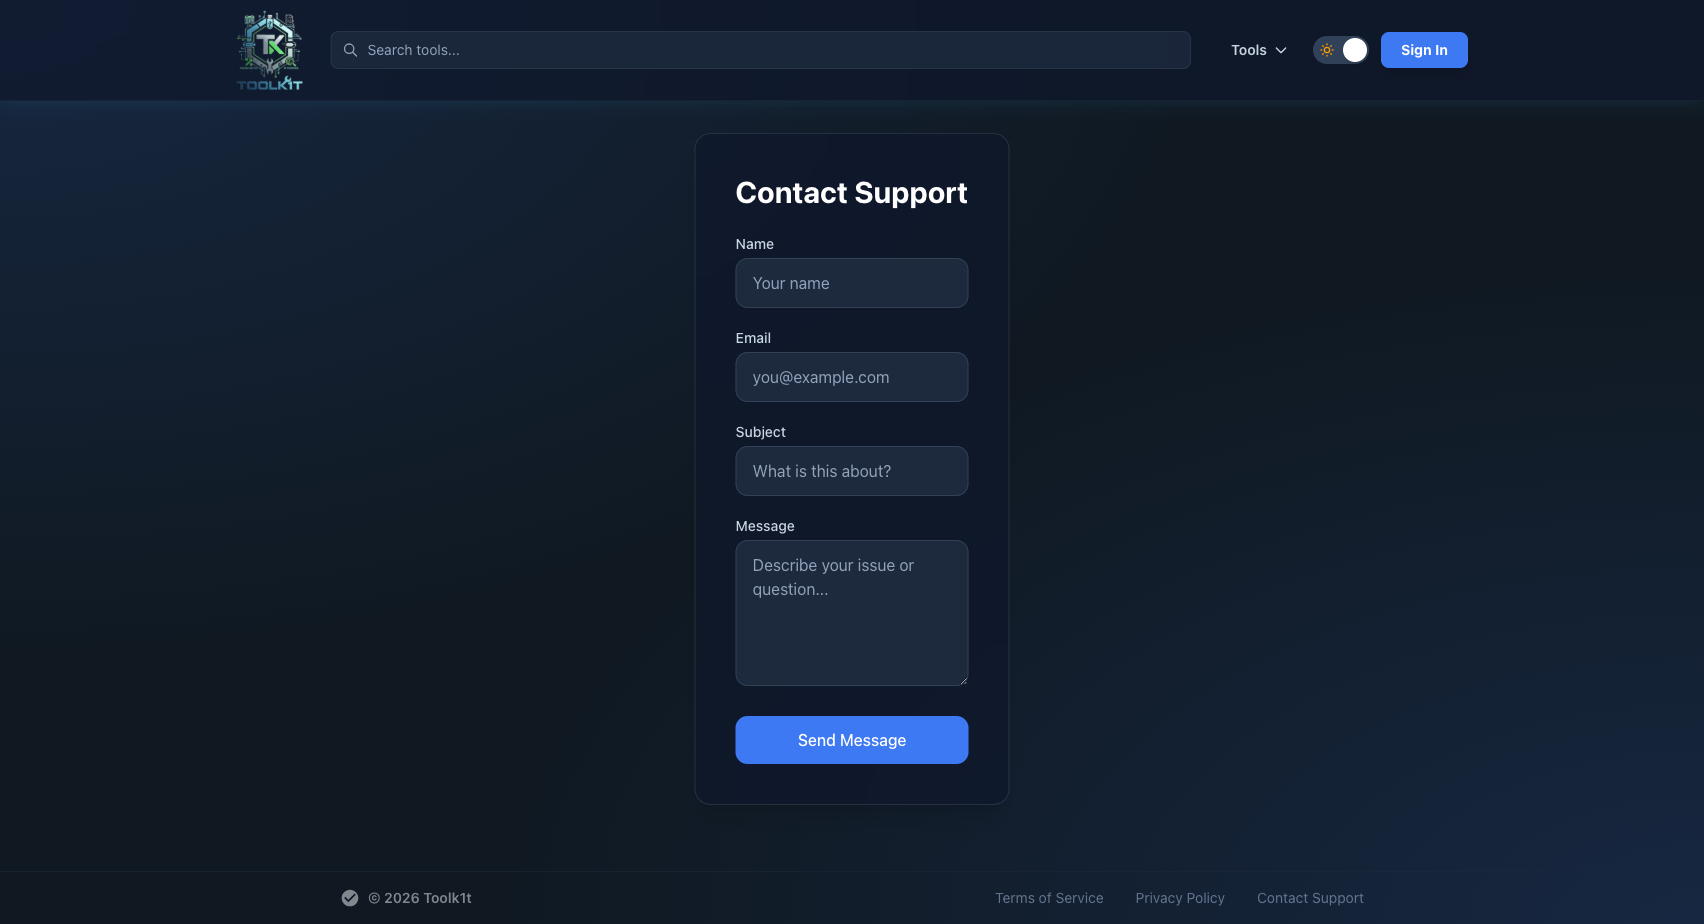 TK
TOOLK1T
Search tools...
Tools
Sign In
Contact Support
Name
Your name
Email
you@example.com
Subject
What is this about?
Message
Describe your issue or
question...
Send Message
© 2026 Toolk1t
Terms of Service
Privacy Policy
Contact Support